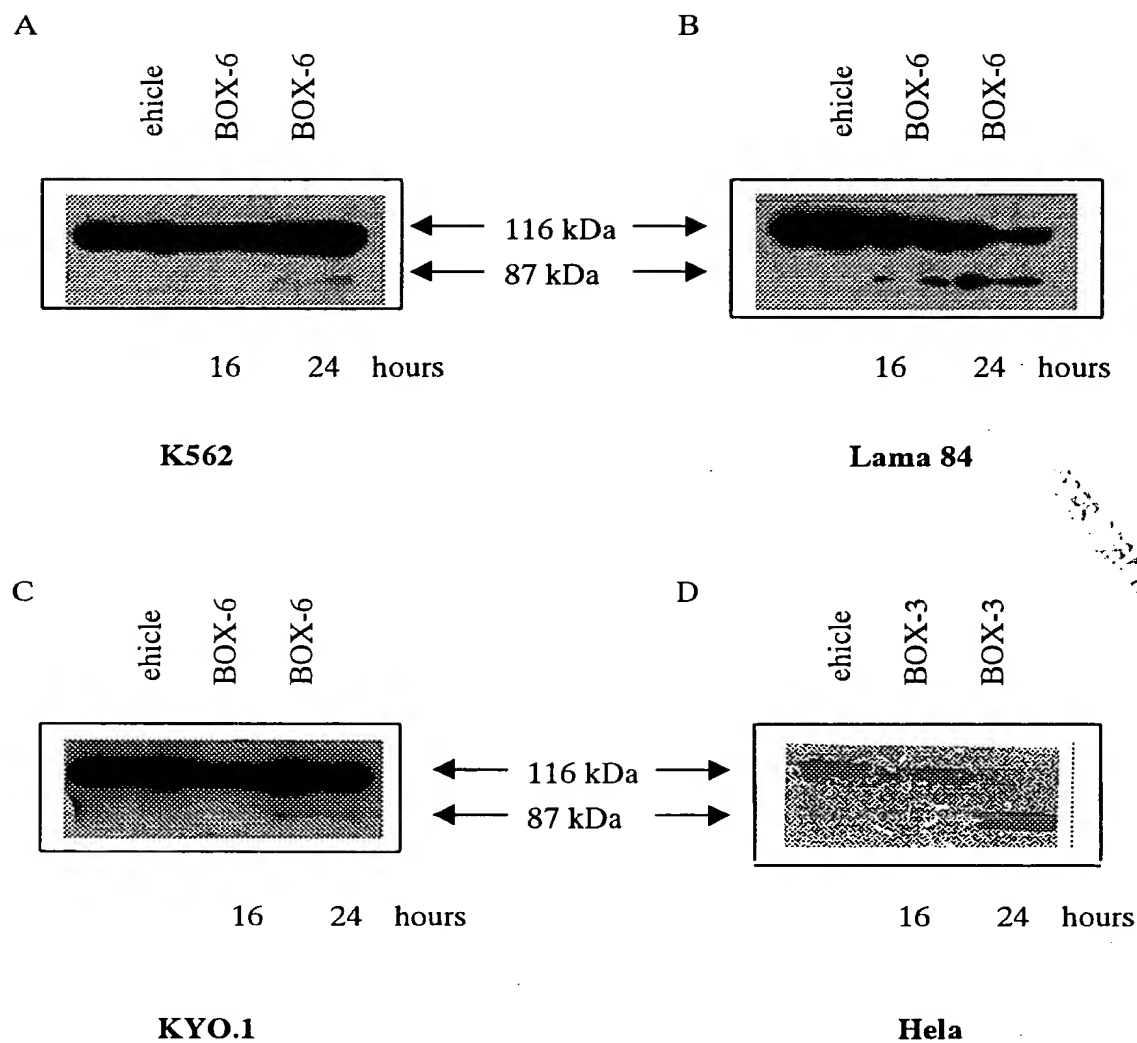 A
B
ehicle
BOX-6
BOX-6
ehicle
BOX-6
BOX-6
116 kDa
87 kDa
16 24 hours
16 24 hours
K562
Lama 84
C
D
ehicle
BOX-6
BOX-6
ehicle
BOX-3
BOX-3
116 kDa
87 kDa
16 24 hours
16 24 hours
KYO.1
Hela